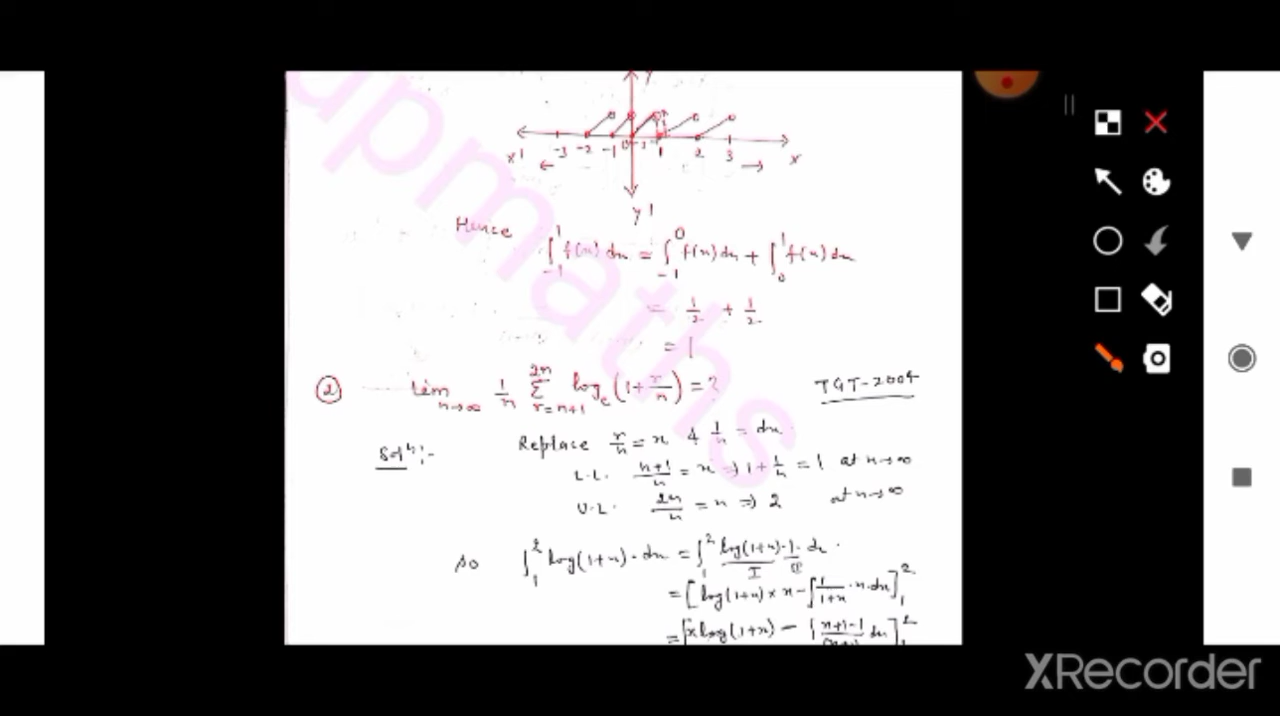 upmaths
y
x' -3 -2 -1 0 1 2 3 x
y'
Hence ∫₋₁¹ f(x) dx = ∫₋₁⁰ f(x) dx + ∫₀¹ f(x) dx
= 1/2 + 1/2
= 1
② Lim n→∞ 1/n Σ r=n+1 2n logₑ(1+r/n) = ? TGT-2004
Solⁿ:- Replace r/n = x & 1/n = dx
L.L. n+1/n = x ⇒ 1+1/n = 1 at n→∞
U.L. 2n/n = x ⇒ 2 at n→∞
So ∫₁² log(1+x)·dx = ∫₁² log(1+x)·1·dx
I II
= [log(1+x) × x - ∫ 1/1+x · x·dx]₁²
= [x log(1+x) - ∫ x+1-1/(x+1) dx]₁²
XRecorder